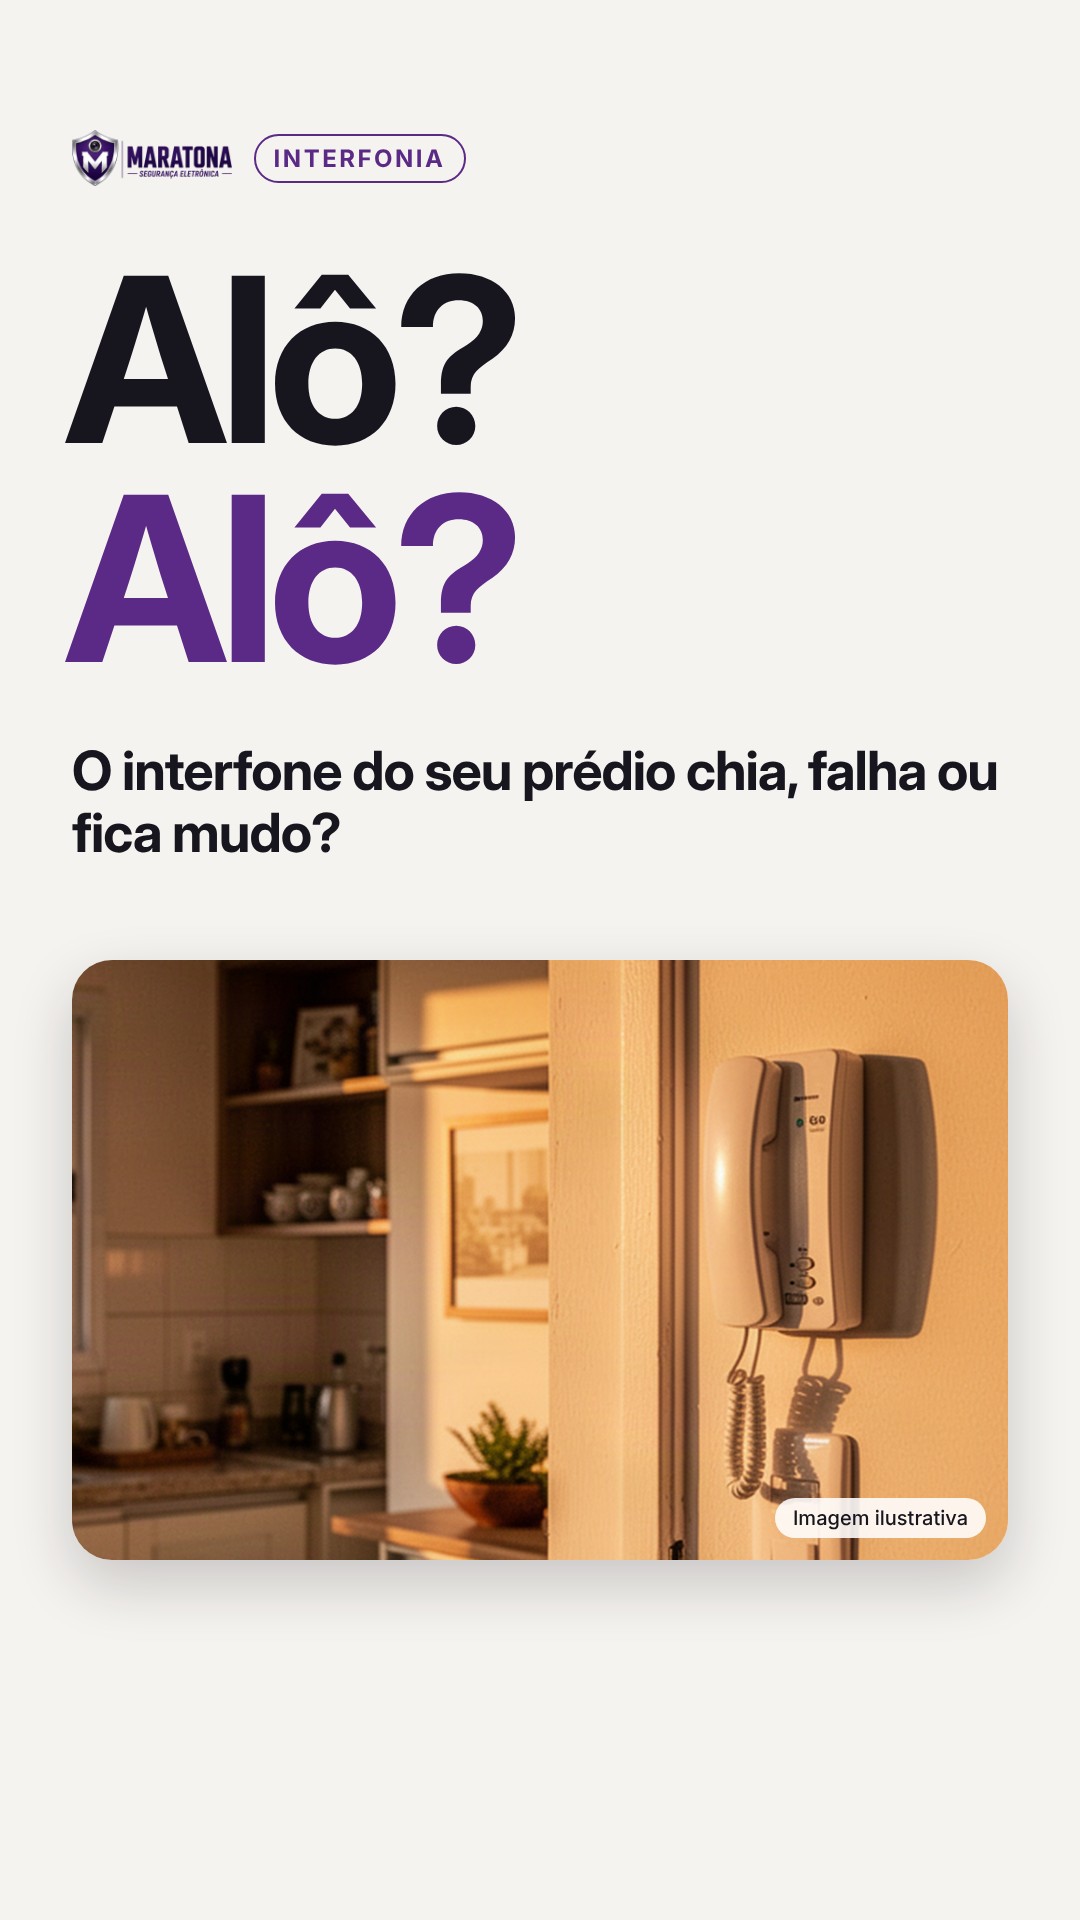 MARATONA
SEGURANÇA ELETRÔNICA
INTERFONIA
Alô?
Alô?
O interfone do seu prédio chia, falha ou
fica mudo?
Imagem ilustrativa